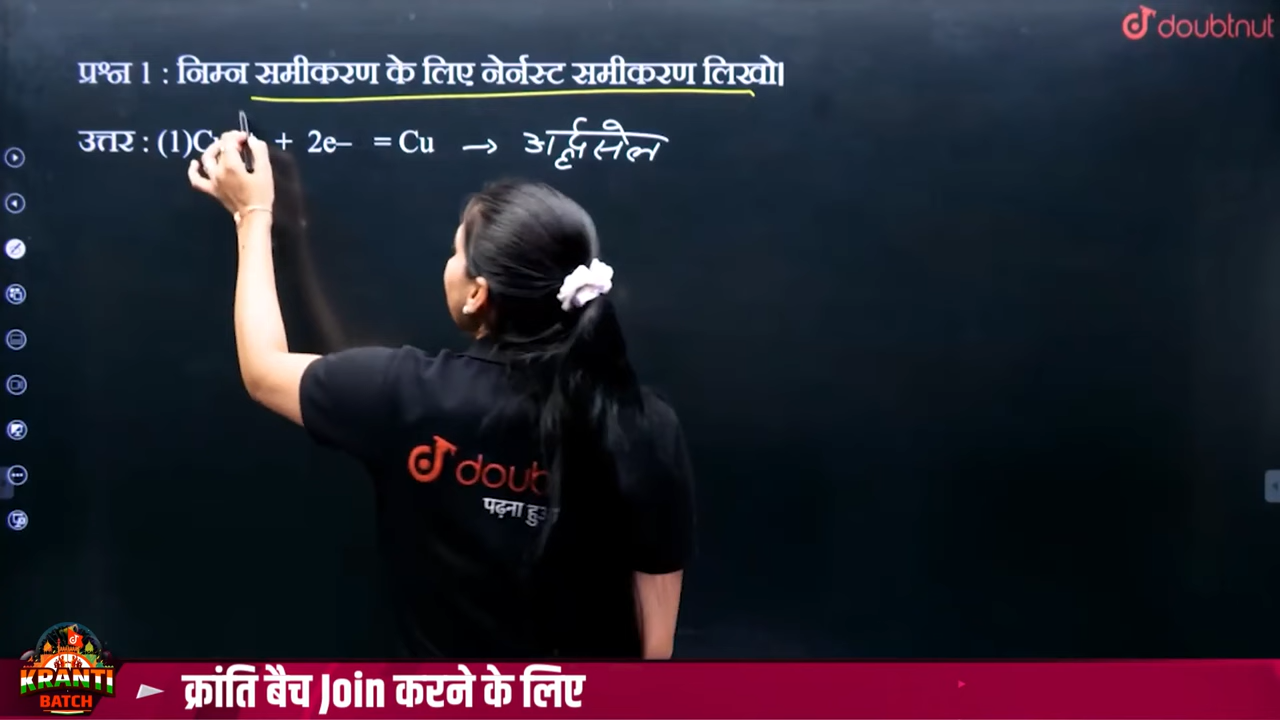 doubtnut
प्रश्न 1 : निम्न समीकरण के लिए नेर्नस्ट समीकरण लिखो।
उत्तर : (1)C + 2e– = Cu → अर्द्धसेल
doub
पढ़ना हुआ
KRANTI
BATCH
क्रांति बैच Join करने के लिए